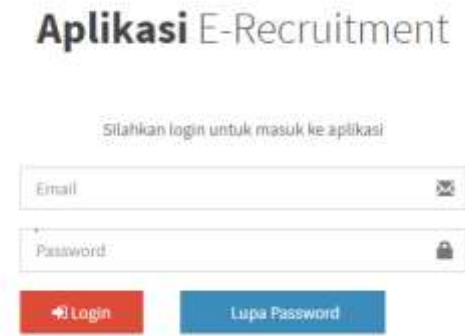 Aplikasi E-Recruitment
Silahkan login untuk masuk ke aplikasi
Email
Password
Login
Lupa Password